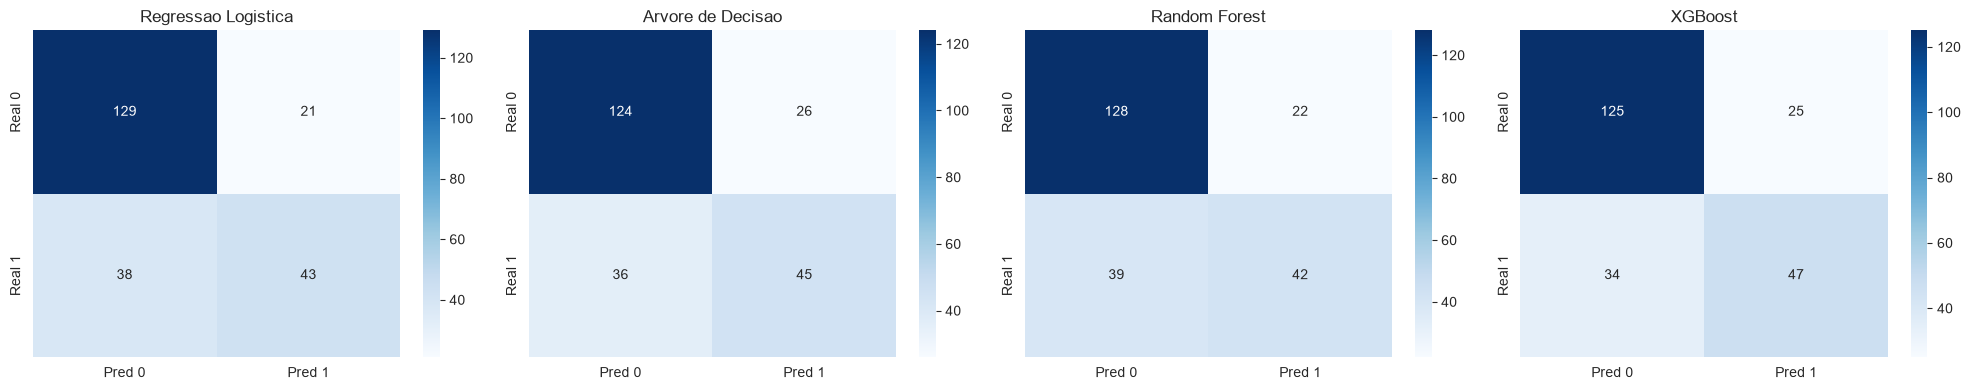 Regressao Logistica
Real 0
Real 1
129
21
38
43
Pred 0
Pred 1
120
100
80
60
40
Arvore de Decisao
Real 0
Real 1
124
26
36
45
Pred 0
Pred 1
120
100
80
60
40
Random Forest
Real 0
Real 1
128
22
39
42
Pred 0
Pred 1
120
100
80
60
40
XGBoost
Real 0
Real 1
125
25
34
47
Pred 0
Pred 1
120
100
80
60
40